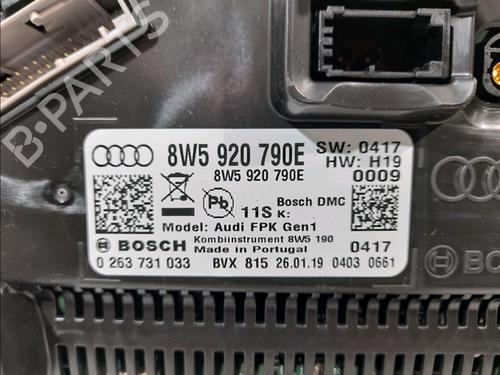 B-PARTS
8W5 920 790E SW: 0417
8W5 920 790E HW: H19
0009
Pb 11S K: Bosch DMC
Model: Audi FPK Gen1
BOSCH Kombiinstrument 8W5 190 0417
Made in Portugal
0 263 731 033 BVX 815 26.01.19 0403 0661
BOSCH